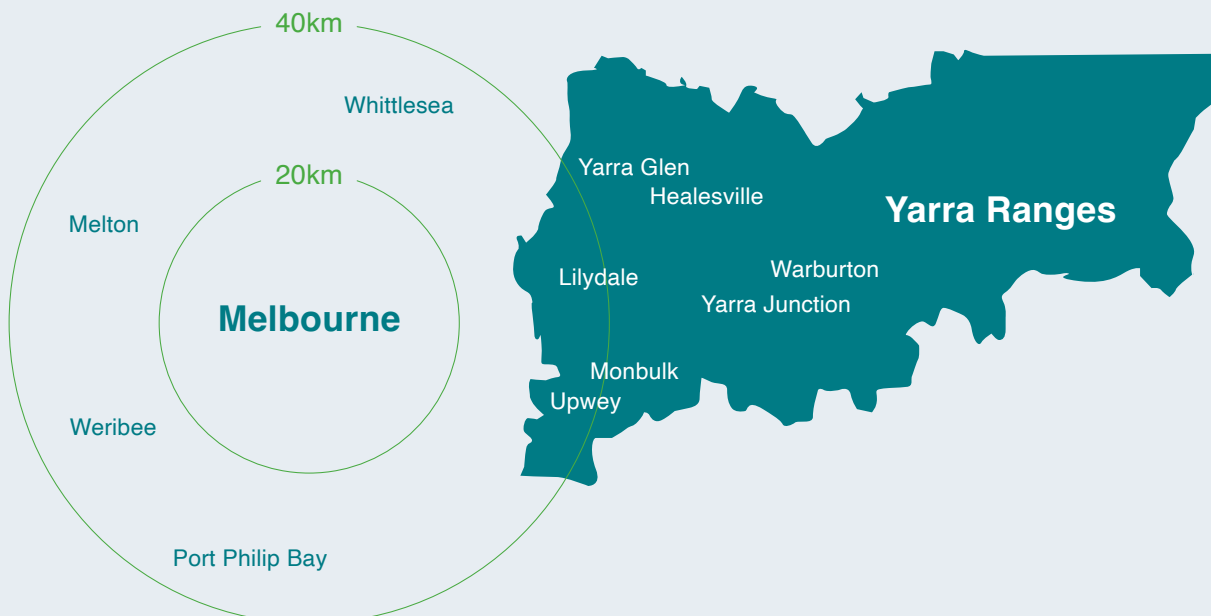 40km
Whittlesea
Yarra Glen
20km
Healesville
Yarra Ranges
Melton
Warburton
Lilydale
Yarra Junction
Melbourne
Monbulk
Upwey
Weribee
Port Philip Bay